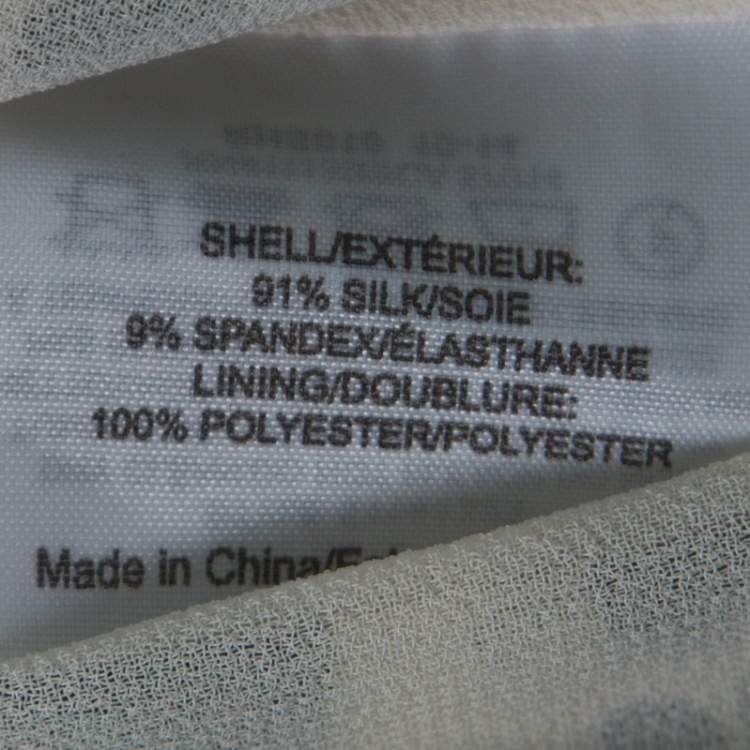 SHELL/EXTÉRIEUR:
91% SILK/SOIE
9% SPANDEX/ÉLASTHANNE
LINING/DOUBLURE:
100% POLYESTER/POLYESTER
Made in China/